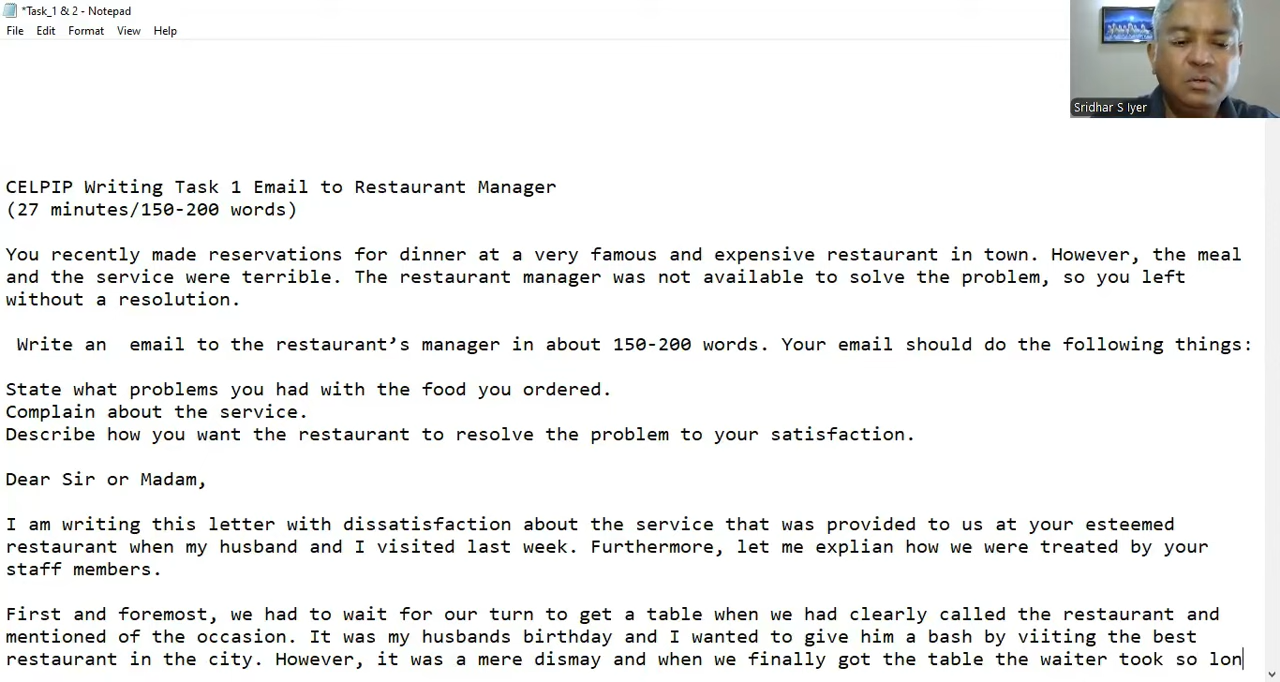 *Task_1 & 2 - Notepad
File Edit Format View Help
Sridhar S Iyer
CELPIP Writing Task 1 Email to Restaurant Manager
(27 minutes/150-200 words)
You recently made reservations for dinner at a very famous and expensive restaurant in town. However, the meal
and the service were terrible. The restaurant manager was not available to solve the problem, so you left
without a resolution.
Write an  email to the restaurant’s manager in about 150-200 words. Your email should do the following things:
State what problems you had with the food you ordered.
Complain about the service.
Describe how you want the restaurant to resolve the problem to your satisfaction.
Dear Sir or Madam,
I am writing this letter with dissatisfaction about the service that was provided to us at your esteemed
restaurant when my husband and I visited last week. Furthermore, let me explian how we were treated by your
staff members.
First and foremost, we had to wait for our turn to get a table when we had clearly called the restaurant and
mentioned of the occasion. It was my husbands birthday and I wanted to give him a bash by viiting the best
restaurant in the city. However, it was a mere dismay and when we finally got the table the waiter took so lon